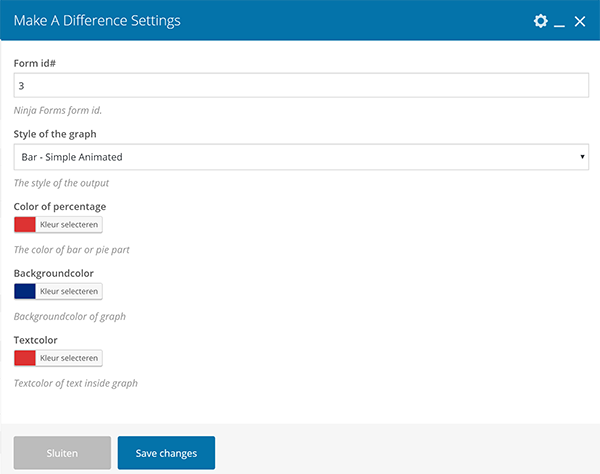 Make A Difference Settings
Form id#
3
Ninja Forms form id.
Style of the graph
Bar - Simple Animated
The style of the output
Color of percentage
Kleur selecteren
The color of bar or pie part
Backgroundcolor
Kleur selecteren
Backgroundcolor of graph
Textcolor
Kleur selecteren
Textcolor of text inside graph
Sluiten
Save changes